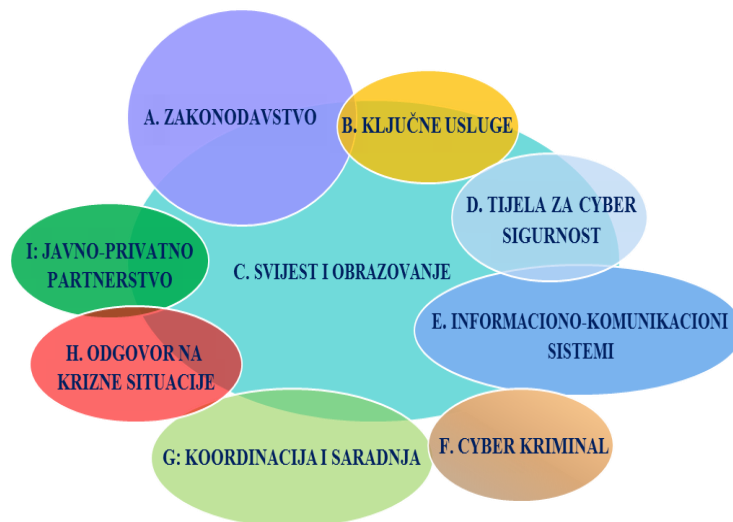 A. ZAKONODAVSTVO
B. KLJUČNE USLUGE
D. TIJELA ZA CYBER
SIGURNOST
I: JAVNO-PRIVATNO
PARTNERSTVO
C. SVIJEST I OBRAZOVANJE
E. INFORMACIONO-KOMUNIKACIONI
SISTEMI
H. ODGOVOR NA
KRIZNE SITUACIJE
F. CYBER KRIMINAL
G: KOORDINACIJA I SARADNJA